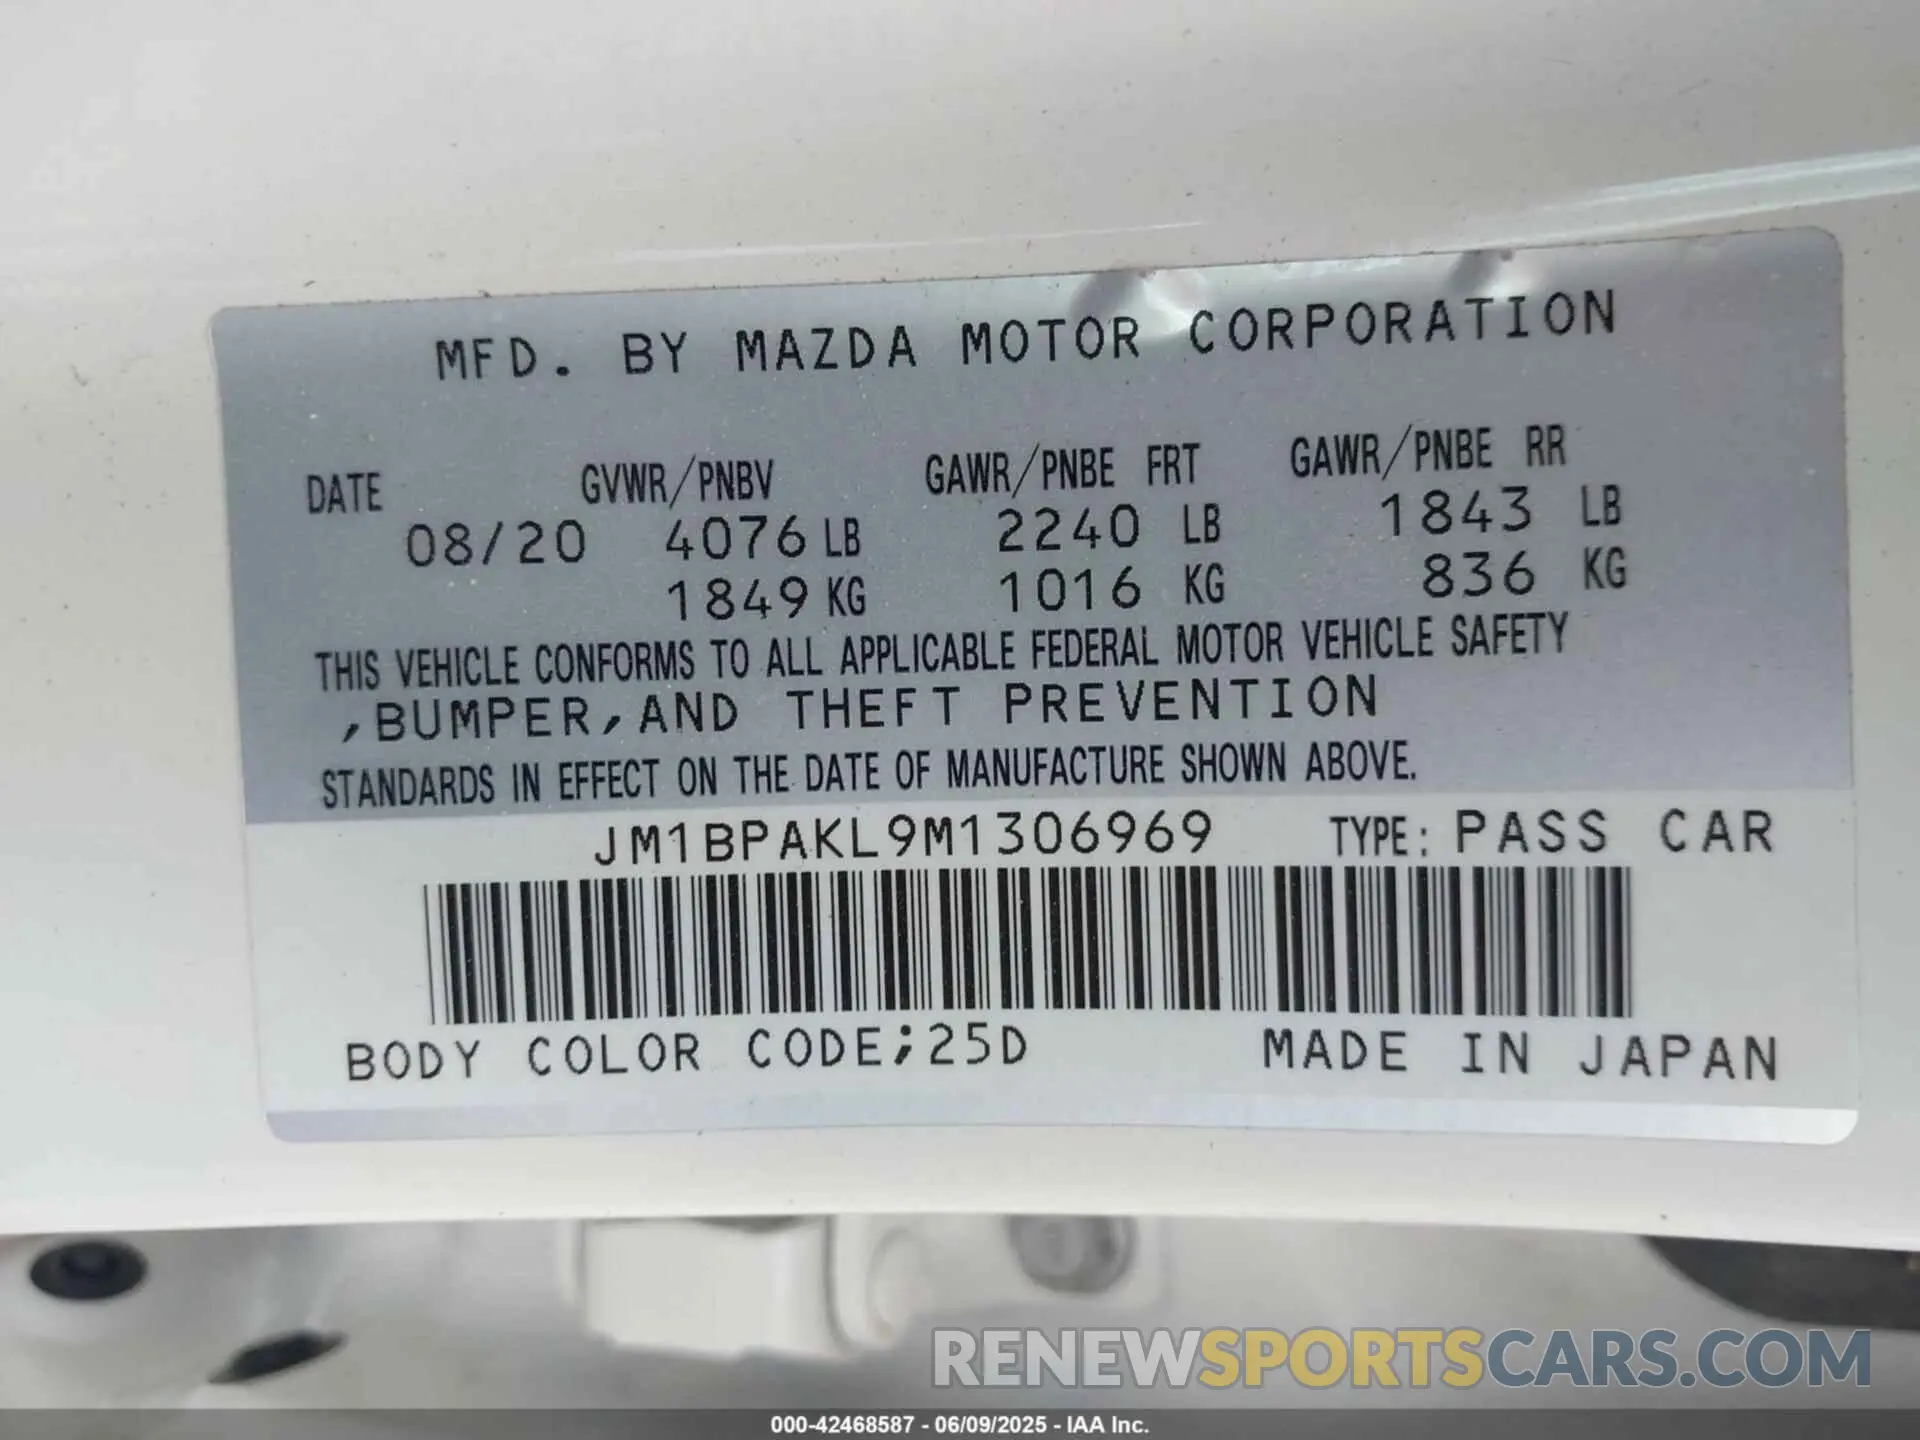 MFD. BY MAZDA MOTOR CORPORATION
DATE GVWR/PNBV GAWR/PNBE FRT GAWR/PNBE RR
08/20 4076 LB 2240 LB 1843 LB
1849 KG 1016 KG 836 KG
THIS VEHICLE CONFORMS TO ALL APPLICABLE FEDERAL MOTOR VEHICLE SAFETY
,BUMPER,AND THEFT PREVENTION
STANDARDS IN EFFECT ON THE DATE OF MANUFACTURE SHOWN ABOVE.
JM1BPAKL9M1306969 TYPE: PASS CAR
BODY COLOR CODE;25D MADE IN JAPAN
RENEWSPORTSCARS.COM
000-42468587 - 06/09/2025 - IAA Inc.